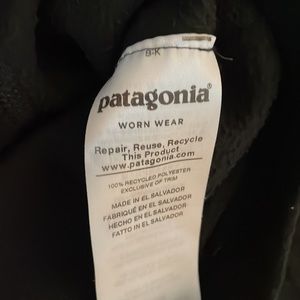 B-K
patagonia®
WORN WEAR
Repair, Reuse, Recycle
This Product
www.patagonia.com
100% RECYCLED POLYESTER
EXCLUSIVE OF TRIM
MADE IN EL SALVADOR
FABRIQUÉ EN EL SALVADOR
HECHO EN EL SALVADOR
FATTO IN EL SALVADOR